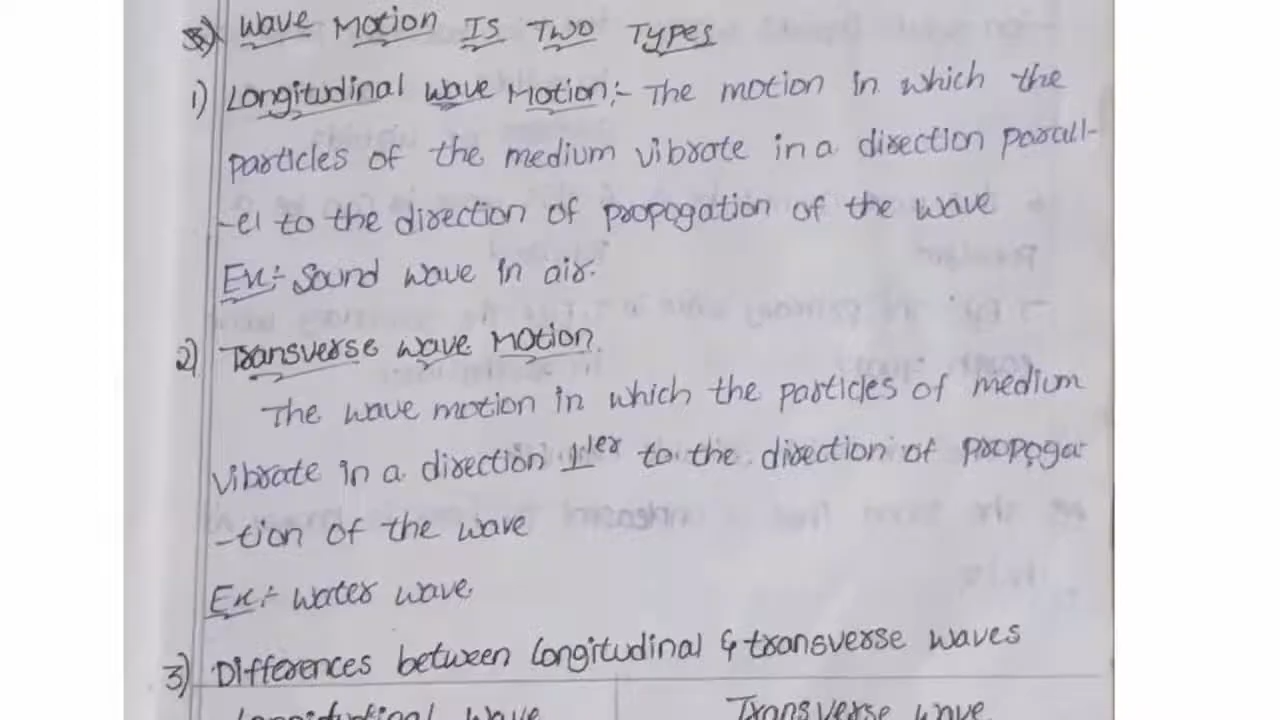 Wave Motion Is Two Types
1) Longitudinal wave Motion:- The motion in which the
particles of the medium vibrate in a direction parall-
-el to the direction of propogation of the wave
Ex:- Sound wave in air.
2) Transverse wave Motion.
The wave motion in which the particles of medium
vibrate in a direction ⊥ler to the direction of propoga
-tion of the wave
Ex:- water wave.
3) Differences between longitudinal & transverse waves
Longitudinal wave Transverse wave